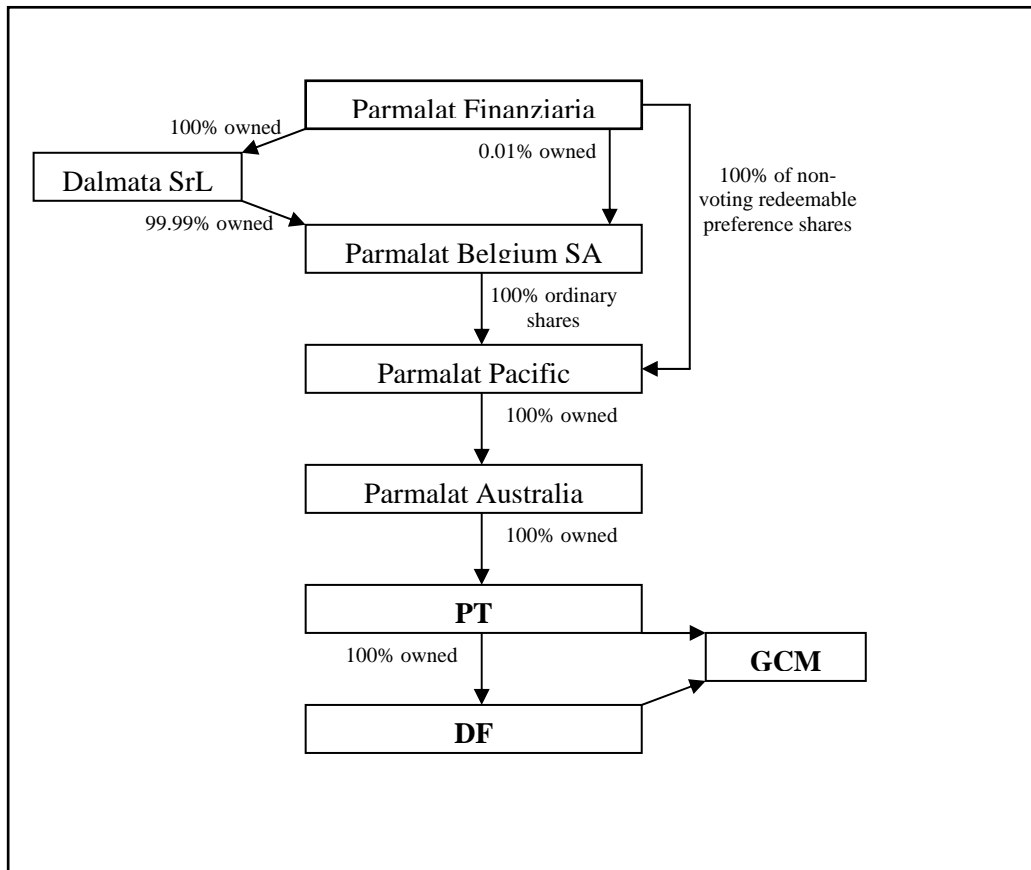 Parmalat Finanziaria
100% owned
0.01% owned
100% of non-
voting redeemable
preference shares
Dalmata SrL
99.99% owned
Parmalat Belgium SA
100% ordinary
shares
Parmalat Pacific
100% owned
Parmalat Australia
100% owned
PT
100% owned
GCM
DF